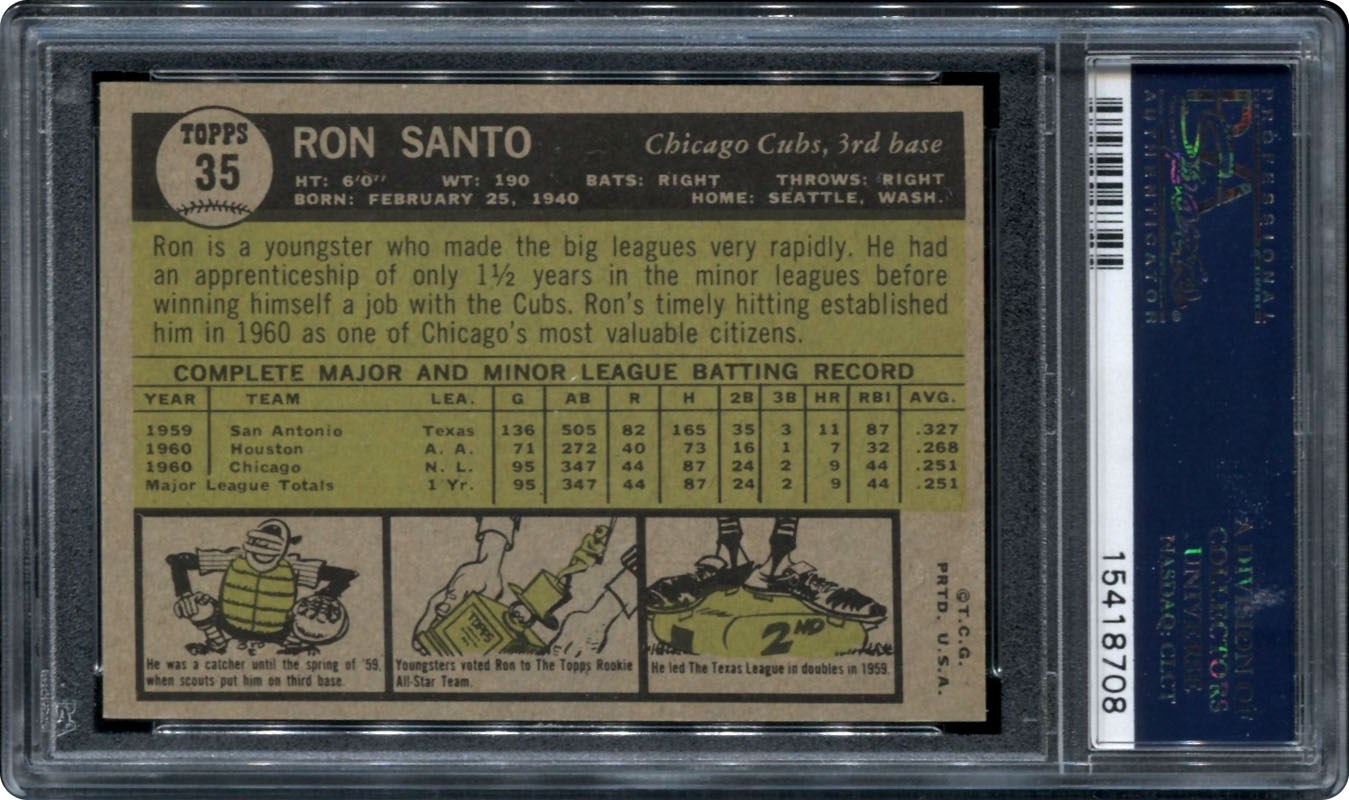 TOPPS
35
RON SANTO
Chicago Cubs, 3rd base
HT: 6'0" WT: 190 BATS: RIGHT THROWS: RIGHT
BORN: FEBRUARY 25, 1940 HOME: SEATTLE, WASH.
Ron is a youngster who made the big leagues very rapidly. He had
an apprenticeship of only 1½ years in the minor leagues before
winning himself a job with the Cubs. Ron's timely hitting established
him in 1960 as one of Chicago's most valuable citizens.
COMPLETE MAJOR AND MINOR LEAGUE BATTING RECORD
YEAR TEAM LEA. G AB R H 2B 3B HR RBI AVG.
1959 San Antonio Texas 136 505 82 165 35 3 11 87 .327
1960 Houston A. A. 71 272 40 73 16 1 7 32 .268
1960 Chicago N. L. 95 347 44 87 24 2 9 44 .251
Major League Totals 1 Yr. 95 347 44 87 24 2 9 44 .251
TOPPS
2ND
He was a catcher until the spring of '59,
when scouts put him on third base.
Youngsters voted Ron to The Topps Rookie
All-Star Team.
He led The Texas League in doubles in 1959.
©T.C.G.
PRTD. U.S.A.
15418708
PROFESSIONAL
PSA
AUTHENTICATOR
A DIVISION OF
COLLECTORS
UNIVERSE
NASDAQ: CLCT